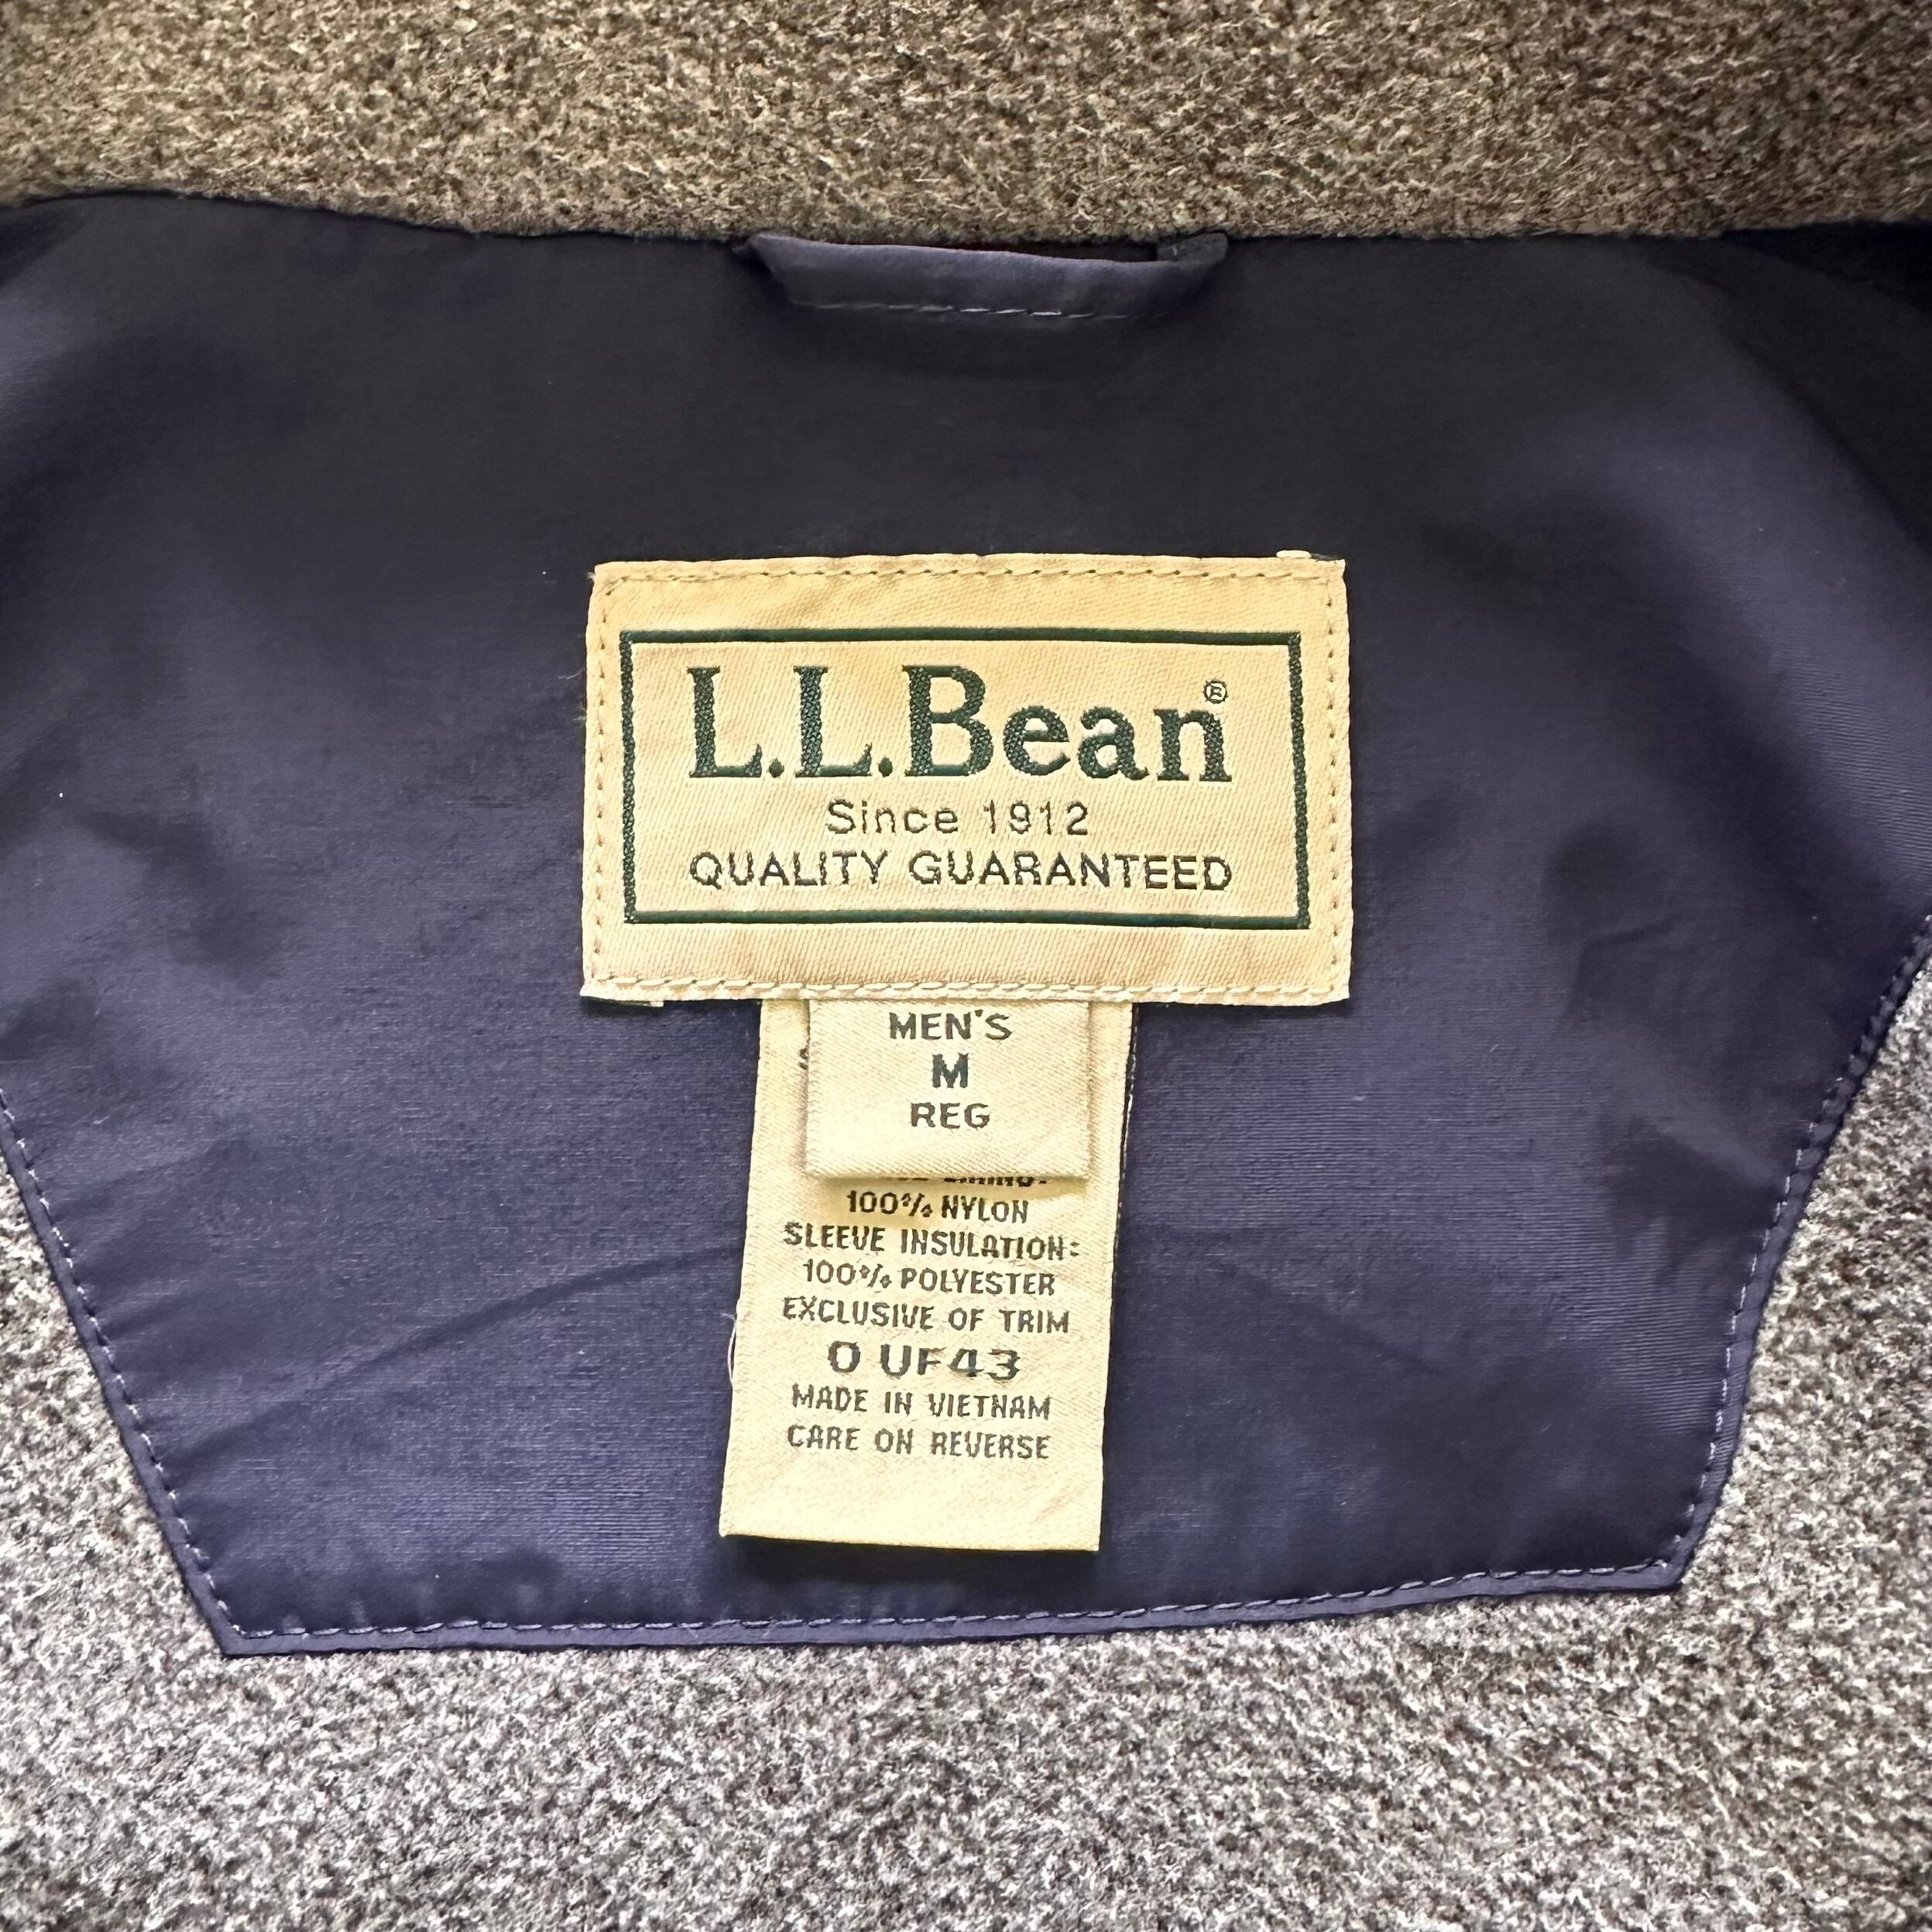 L.L.Bean®
Since 1912
QUALITY GUARANTEED
MEN'S
M
REG
100% NYLON
SLEEVE INSULATION:
100% POLYESTER
EXCLUSIVE OF TRIM
0 UF43
MADE IN VIETNAM
CARE ON REVERSE